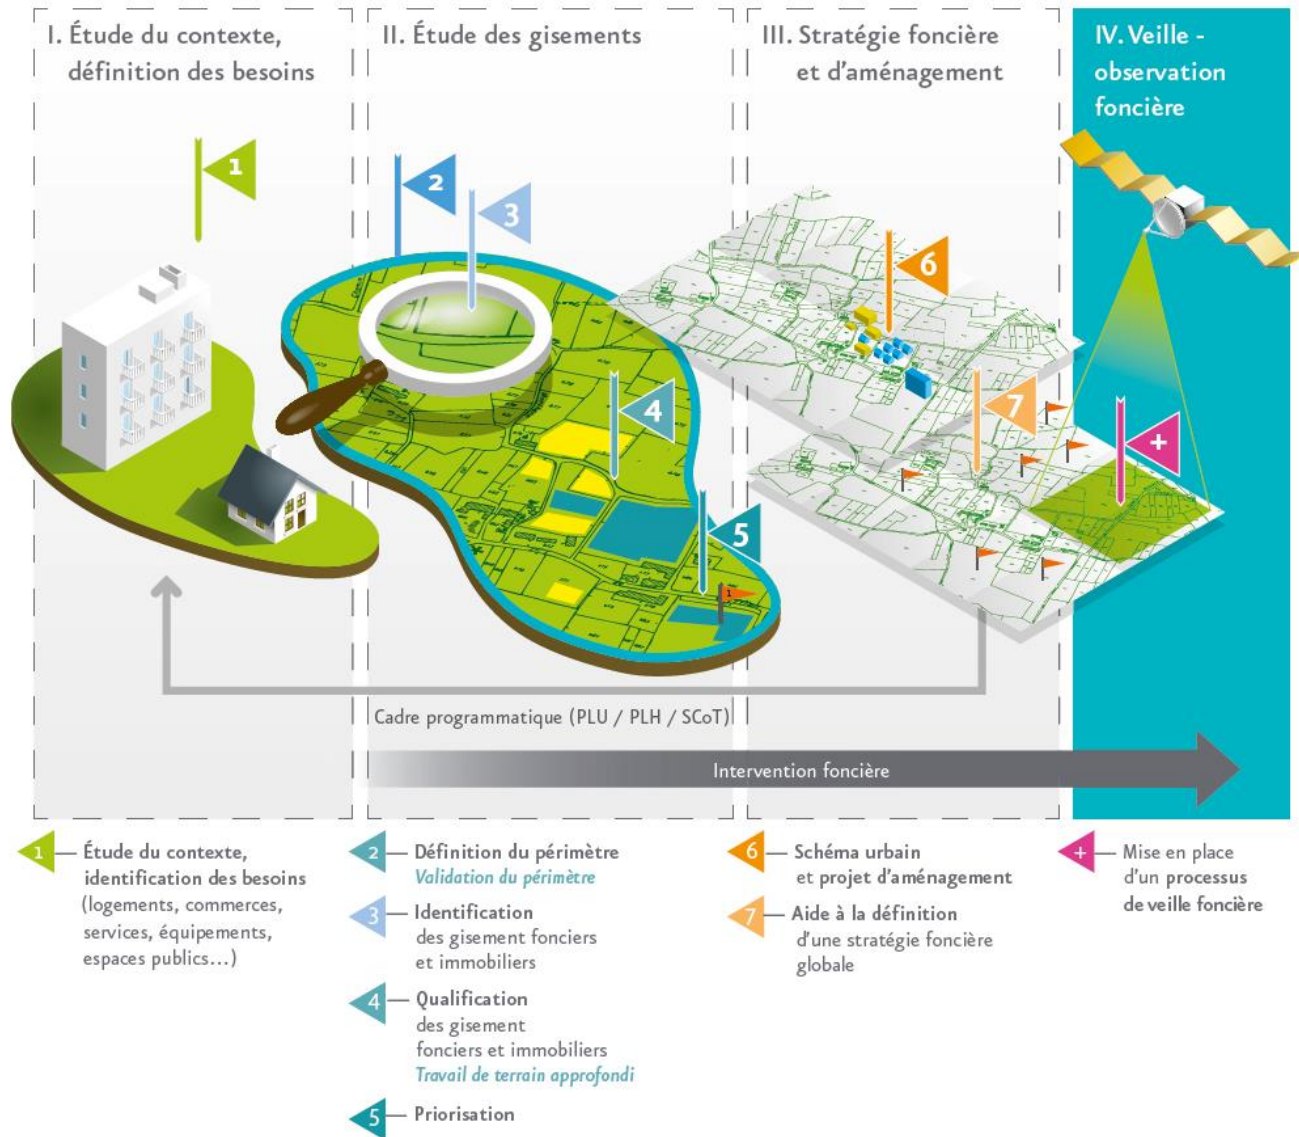 I. Étude du contexte,
définition des besoins
II. Étude des gisements
III. Stratégie foncière
et d'aménagement
IV. Veille -
observation
foncière
1
2
3
4
5
6
7
+
1
Cadre programmatique (PLU / PLH / SCoT)
Intervention foncière
1 — Étude du contexte,
identification des besoins
(logements, commerces,
services, équipements,
espaces publics...)
2 — Définition du périmètre
Validation du périmètre
3 — Identification
des gisement fonciers
et immobiliers
4 — Qualification
des gisement
fonciers et immobiliers
Travail de terrain approfondi
5 — Priorisation
6 — Schéma urbain
et projet d'aménagement
7 — Aide à la définition
d'une stratégie foncière
globale
+ — Mise en place
d'un processus
de veille foncière